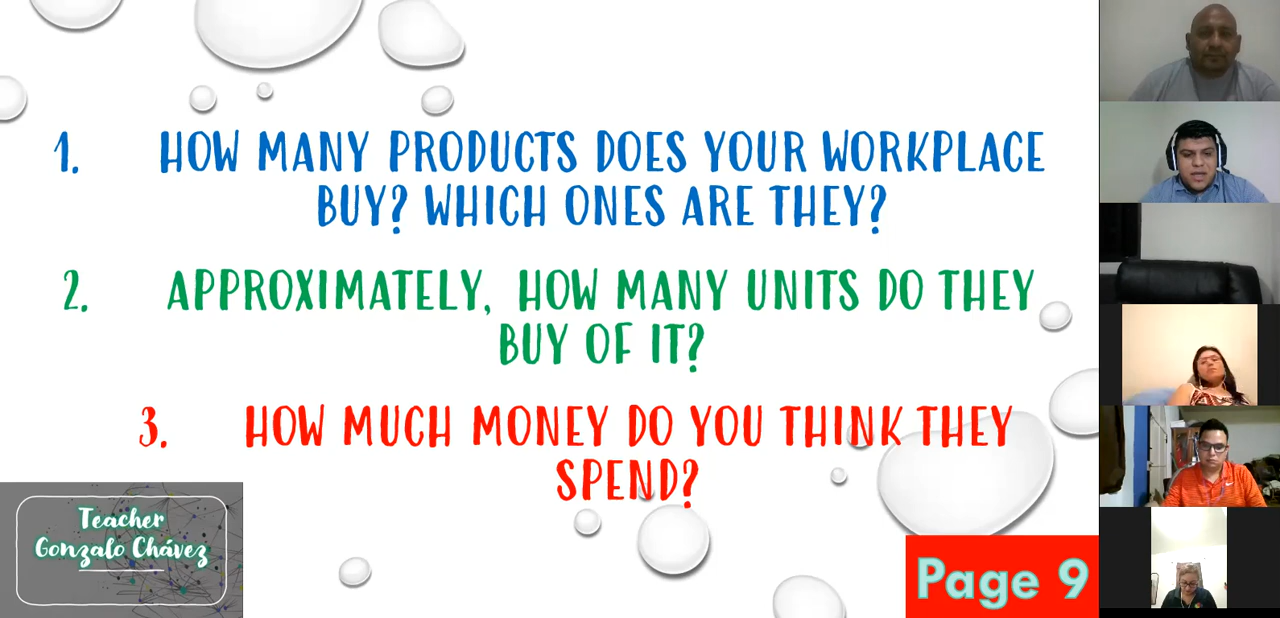 1. HOW MANY PRODUCTS DOES YOUR WORKPLACE
BUY? WHICH ONES ARE THEY?
2. APPROXIMATELY, HOW MANY UNITS DO THEY
BUY OF IT?
3. HOW MUCH MONEY DO YOU THINK THEY
SPEND?
Teacher
Gonzalo Chávez
Page 9